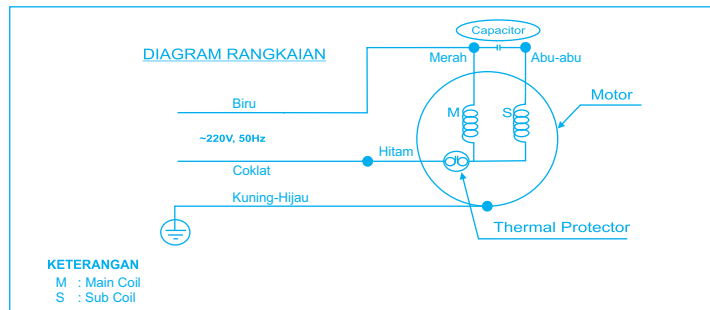 Capacitor
DIAGRAM RANGKAIAN
Merah
Abu-abu
Motor
Biru
M
S
~220V, 50Hz
Hitam
Coklat
Kuning-Hijau
Thermal Protector
KETERANGAN
M : Main Coil
S : Sub Coil